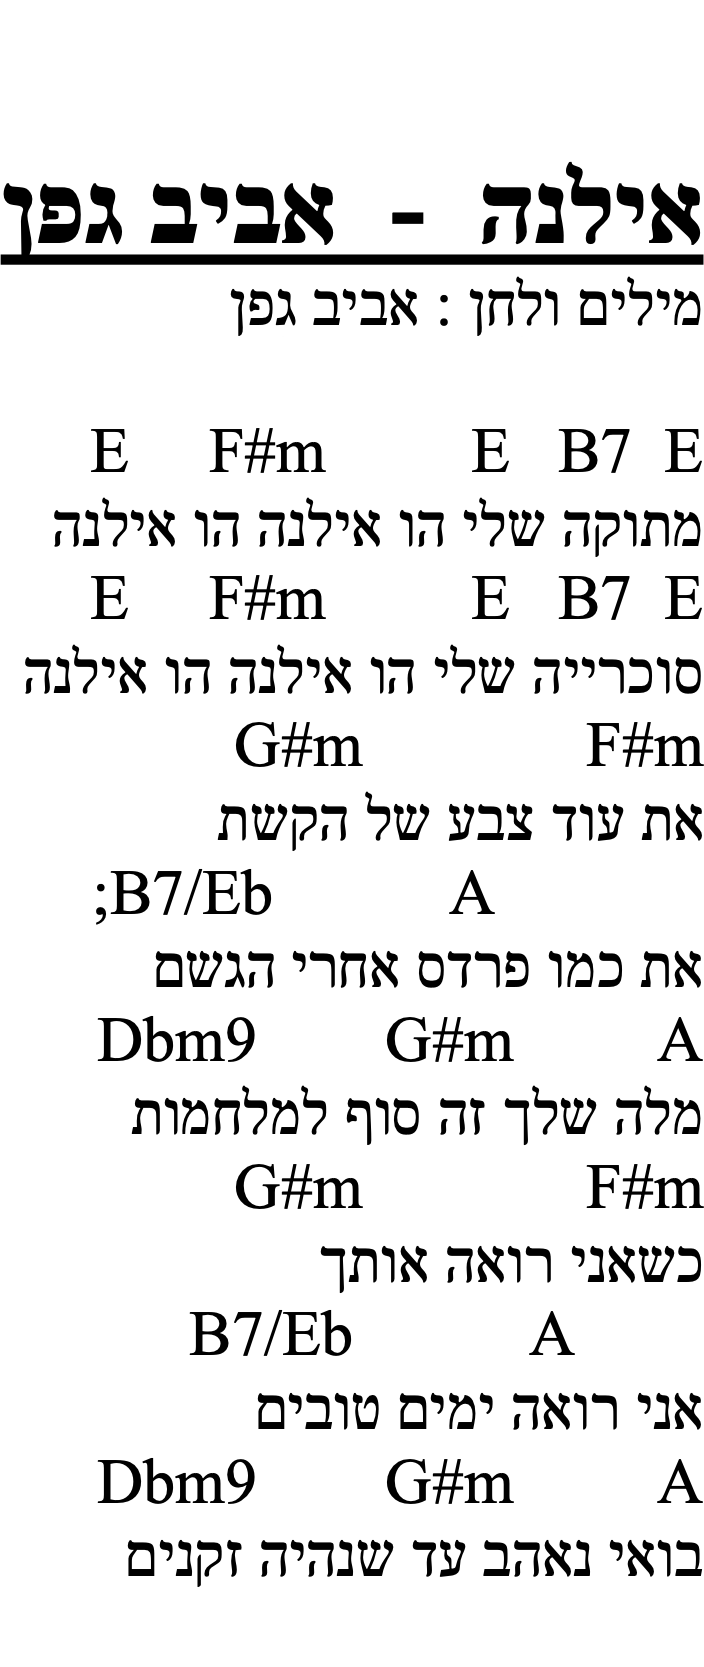 אילנה - אביב גפן
מילים ולחן : אביב גפן
E B7 E F#m E
מתוקה שלי הו אילנה הו אילנה
E B7 E F#m E
סוכרייה שלי הו אילנה הו אילנה
F#m G#m
את עוד צבע של הקשת
A B7/Eb;
את כמו פרדס אחרי הגשם
A G#m Dbm9
מלה שלך זה סוף למלחמות
F#m G#m
כשאני רואה אותך
A B7/Eb
אני רואה ימים טובים
A G#m Dbm9
בואי נאהב עד שנהיה זקנים